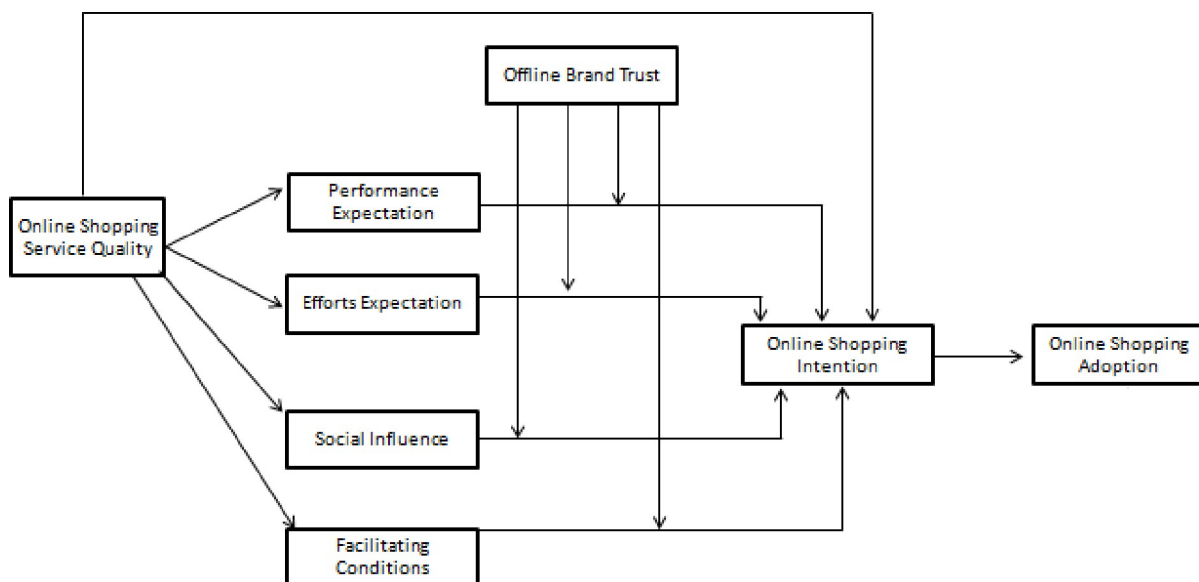 Offline Brand Trust
Performance
Expectation
Online Shopping
Service Quality
Efforts Expectation
Online Shopping
Intention
Online Shopping
Adoption
Social Influence
Facilitating
Conditions